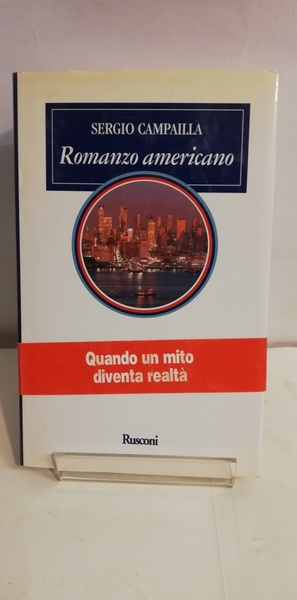 SERGIO CAMPAILLA
Romanzo americano
Quando un mito
diventa realtà
Rusconi